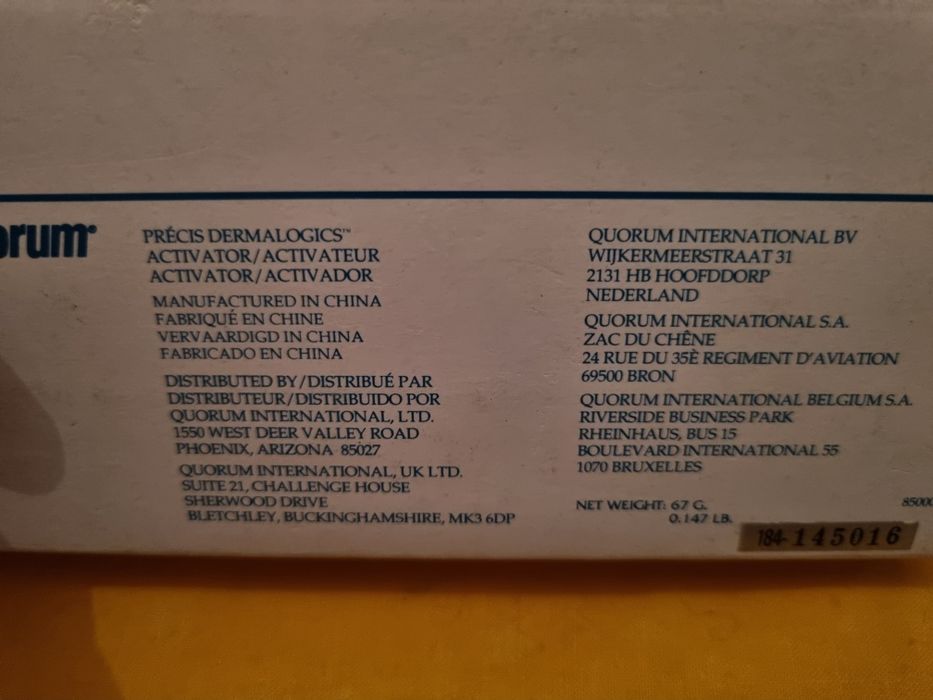 orum
PRÉCIS DERMALOGICS™
ACTIVATOR/ACTIVATEUR
ACTIVATOR/ACTIVADOR
MANUFACTURED IN CHINA
FABRIQUÉ EN CHINE
VERVAARDIGD IN CHINA
FABRICADO EN CHINA
DISTRIBUTED BY/DISTRIBUÉ PAR
DISTRIBUTEUR/DISTRIBUIDO POR
QUORUM INTERNATIONAL, LTD.
1550 WEST DEER VALLEY ROAD
PHOENIX, ARIZONA 85027
QUORUM INTERNATIONAL, UK LTD.
SUITE 21, CHALLENGE HOUSE
SHERWOOD DRIVE
BLETCHLEY, BUCKINGHAMSHIRE, MK3 6DP
QUORUM INTERNATIONAL BV
WIJKERMEERSTRAAT 31
2131 HB HOOFDDORP
NEDERLAND
QUORUM INTERNATIONAL S.A.
ZAC DU CHÊNE
24 RUE DU 35È REGIMENT D'AVIATION
69500 BRON
QUORUM INTERNATIONAL BELGIUM S.A.
RIVERSIDE BUSINESS PARK
RHEINHAUS, BUS 15
BOULEVARD INTERNATIONAL 55
1070 BRUXELLES
NET WEIGHT: 67 G.
0.147 LB.
85000
184-145016